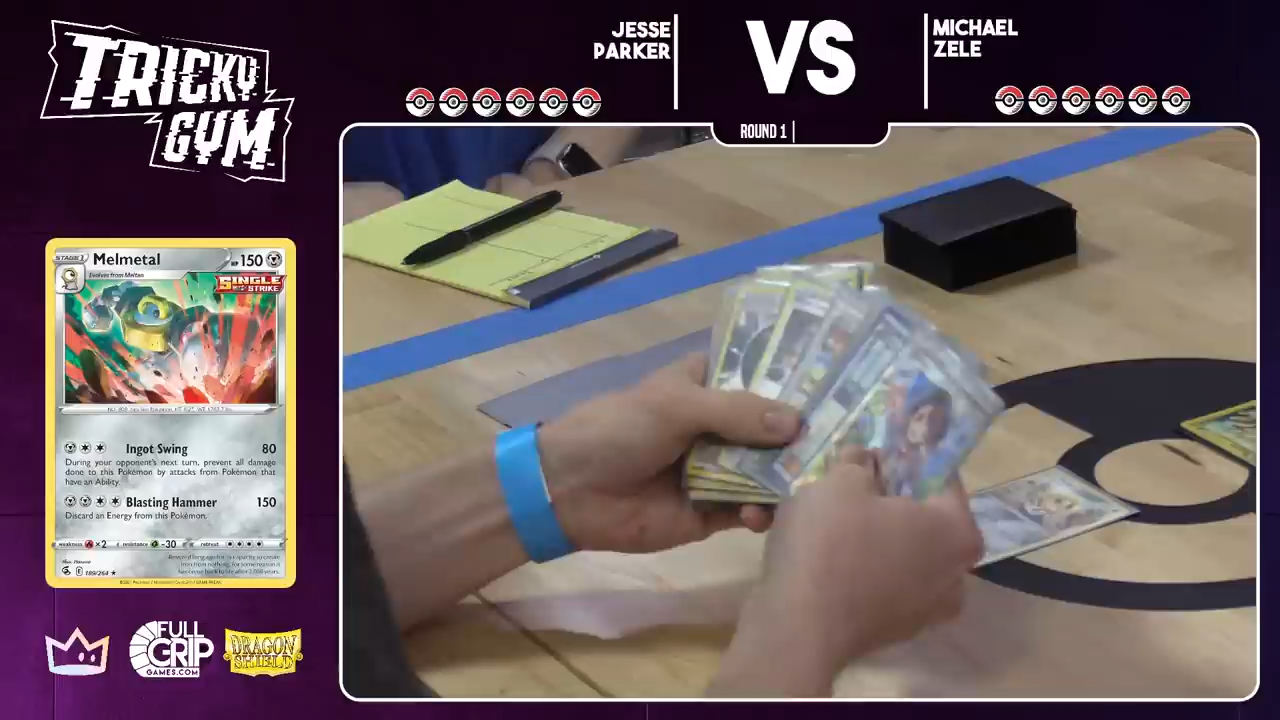 TRICKY
GYM
JESSE
PARKER
VS
MICHAEL
ZELE
ROUND 1
STAGE 1
Melmetal
HP 150
Evolves from Meltan
SINGLE
STRIKE
Ingot Swing 80
During your opponent's next turn, prevent all damage
done to this Pokémon by attacks from Pokémon that
have an Ability.
Blasting Hammer 150
Discard an Energy from this Pokémon.
weakness ×2 resistance -30 retreat
189/264
FULL
GRIP
GAMES.COM
DRAGON
SHIELD